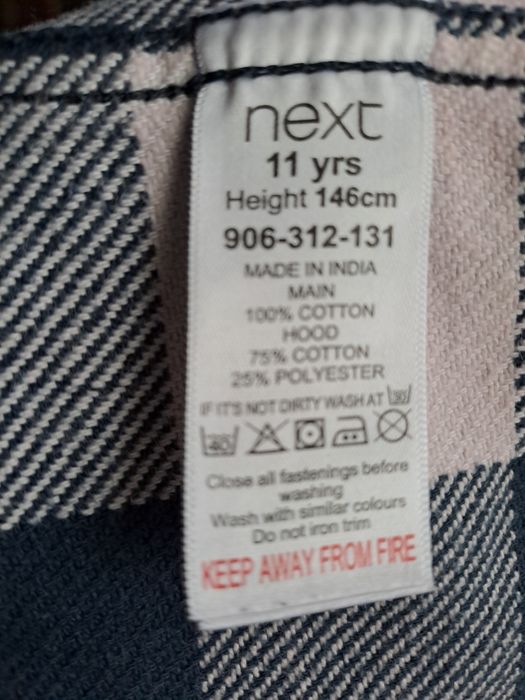 next
11 yrs
Height 146cm
906-312-131
MADE IN INDIA
MAIN
100% COTTON
HOOD
75% COTTON
25% POLYESTER
IF IT'S NOT DIRTY WASH AT 30
40
Close all fastenings before
washing
Wash with similar colours
Do not iron trim
KEEP AWAY FROM FIRE